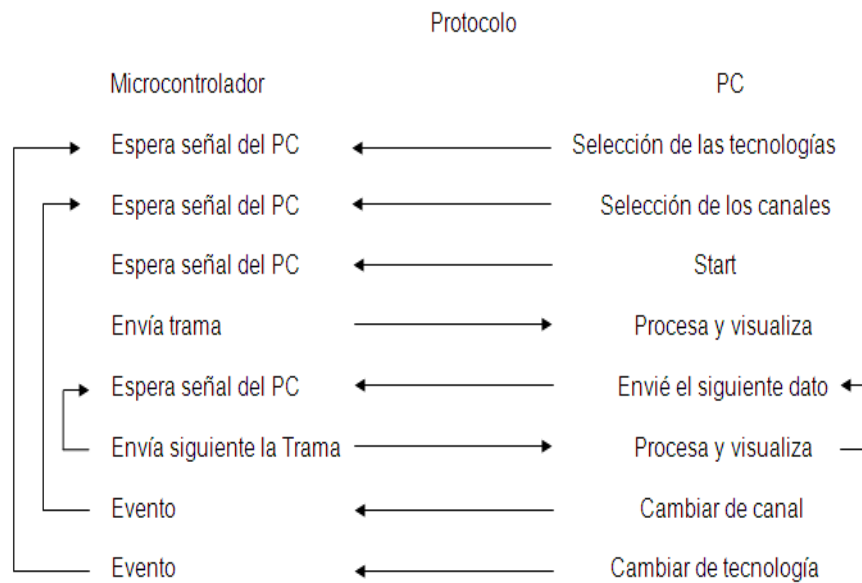 Protocolo
Microcontrolador PC
Espera señal del PC Selección de las tecnologías
Espera señal del PC Selección de los canales
Espera señal del PC Start
Envía trama Procesa y visualiza
Espera señal del PC Envié el siguiente dato
Envía siguiente la Trama Procesa y visualiza
Evento Cambiar de canal
Evento Cambiar de tecnología